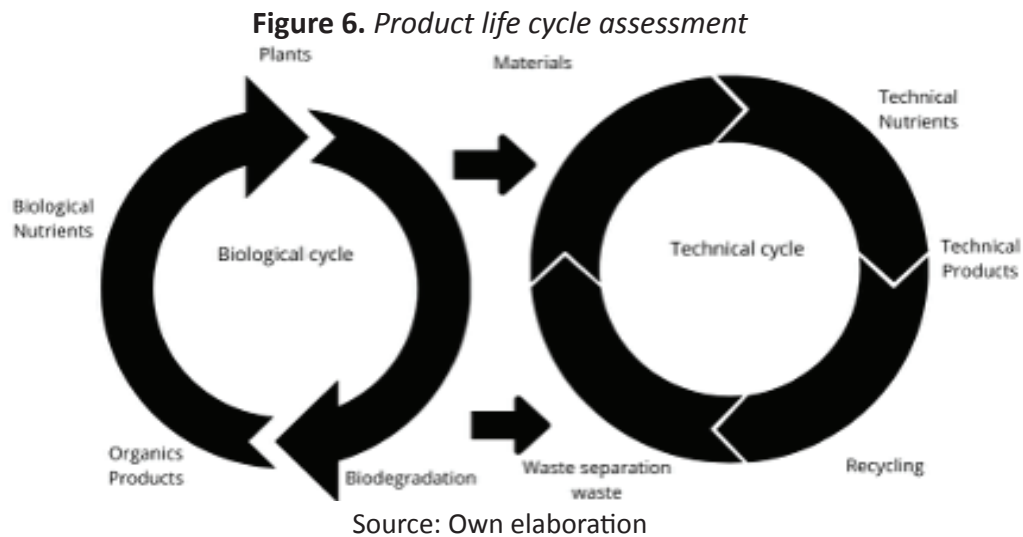 Figure 6. Product life cycle assessment
Plants
Materials
Technical
Nutrients
Biological
Nutrients
Biological cycle
Technical cycle
Technical
Products
Organics
Products
Biodegradation
Waste separation
waste
Recycling
Source: Own elaboration